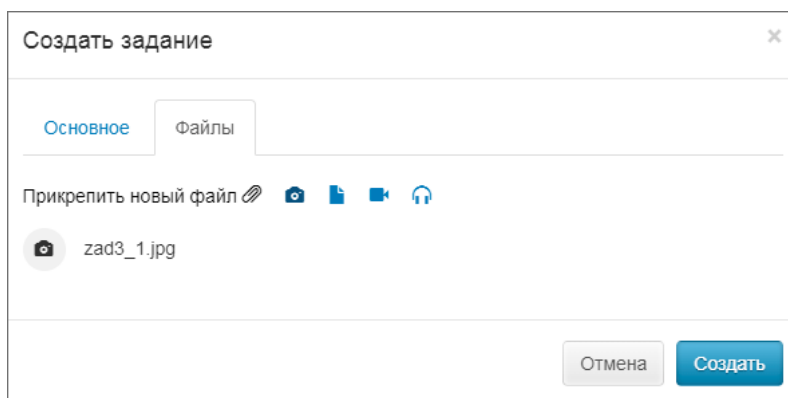 Создать задание
Основное Файлы
Прикрепить новый файл
zad3_1.jpg
Отмена Создать